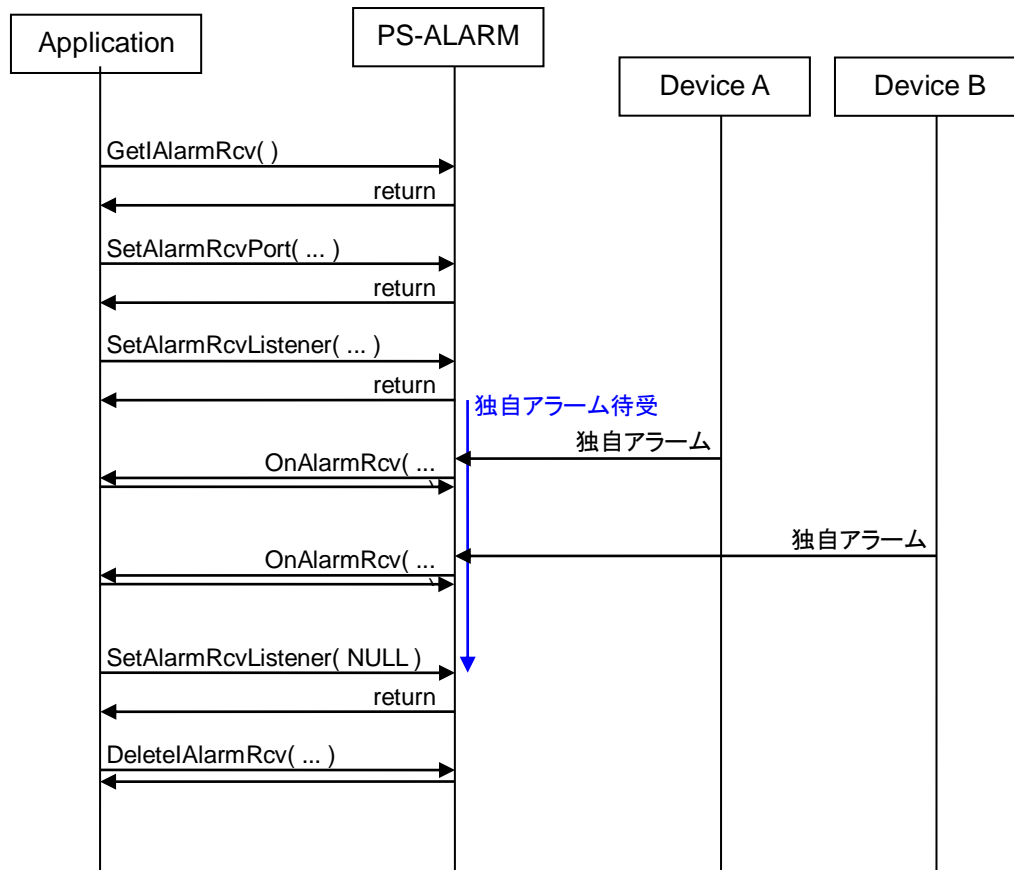 Application
PS-ALARM
Device A
Device B
GetIAlarmRcv( )
return
SetAlarmRcvPort( ... )
return
SetAlarmRcvListener( ... )
return
独自アラーム待受
独自アラーム
OnAlarmRcv( ...
独自アラーム
OnAlarmRcv( ...
SetAlarmRcvListener( NULL )
return
DeleteIAlarmRcv( ... )